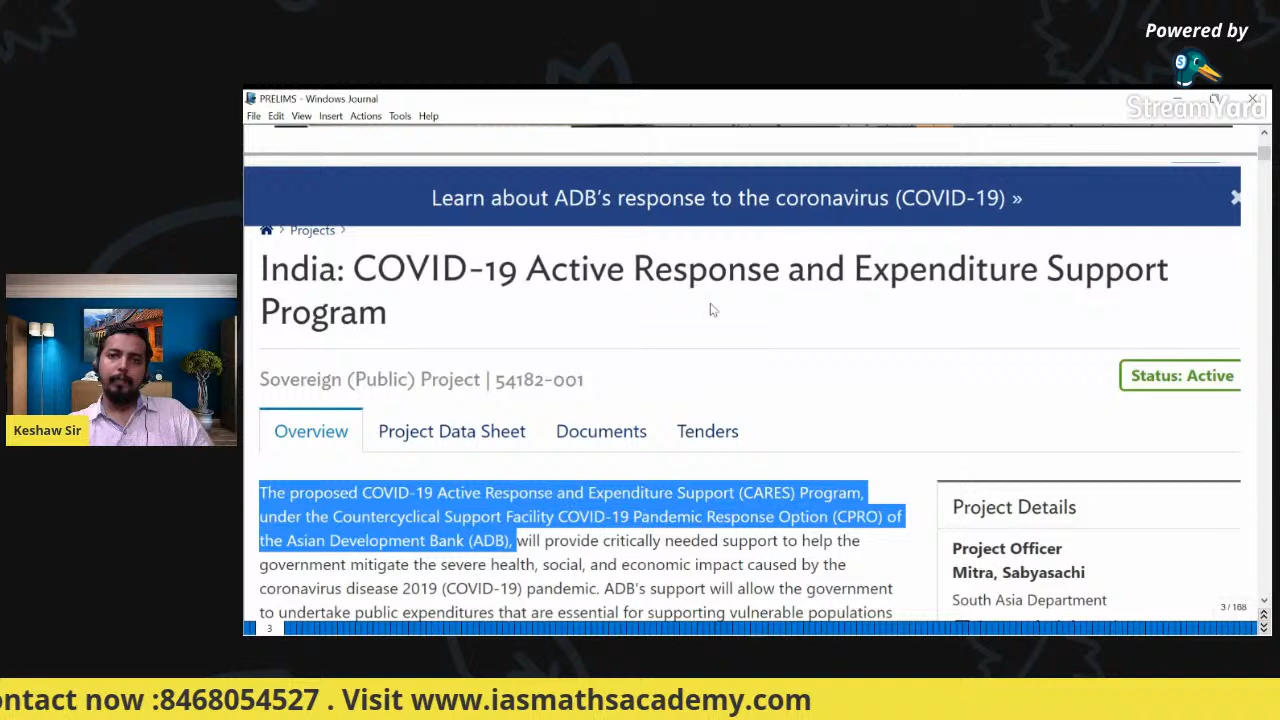 Powered by
StreamYard
PRELIMS - Windows Journal
File Edit View Insert Actions Tools Help
Learn about ADB's response to the coronavirus (COVID-19) »
> Projects >
India: COVID-19 Active Response and Expenditure Support
Program
Sovereign (Public) Project | 54182-001
Status: Active
Overview Project Data Sheet Documents Tenders
The proposed COVID-19 Active Response and Expenditure Support (CARES) Program,
under the Countercyclical Support Facility COVID-19 Pandemic Response Option (CPRO) of
the Asian Development Bank (ADB), will provide critically needed support to help the
government mitigate the severe health, social, and economic impact caused by the
coronavirus disease 2019 (COVID-19) pandemic. ADB's support will allow the government
to undertake public expenditures that are essential for supporting vulnerable populations
Project Details
Project Officer
Mitra, Sabyasachi
South Asia Department
3 / 168
3
Keshaw Sir
ontact now :8468054527 . Visit www.iasmathsacademy.com